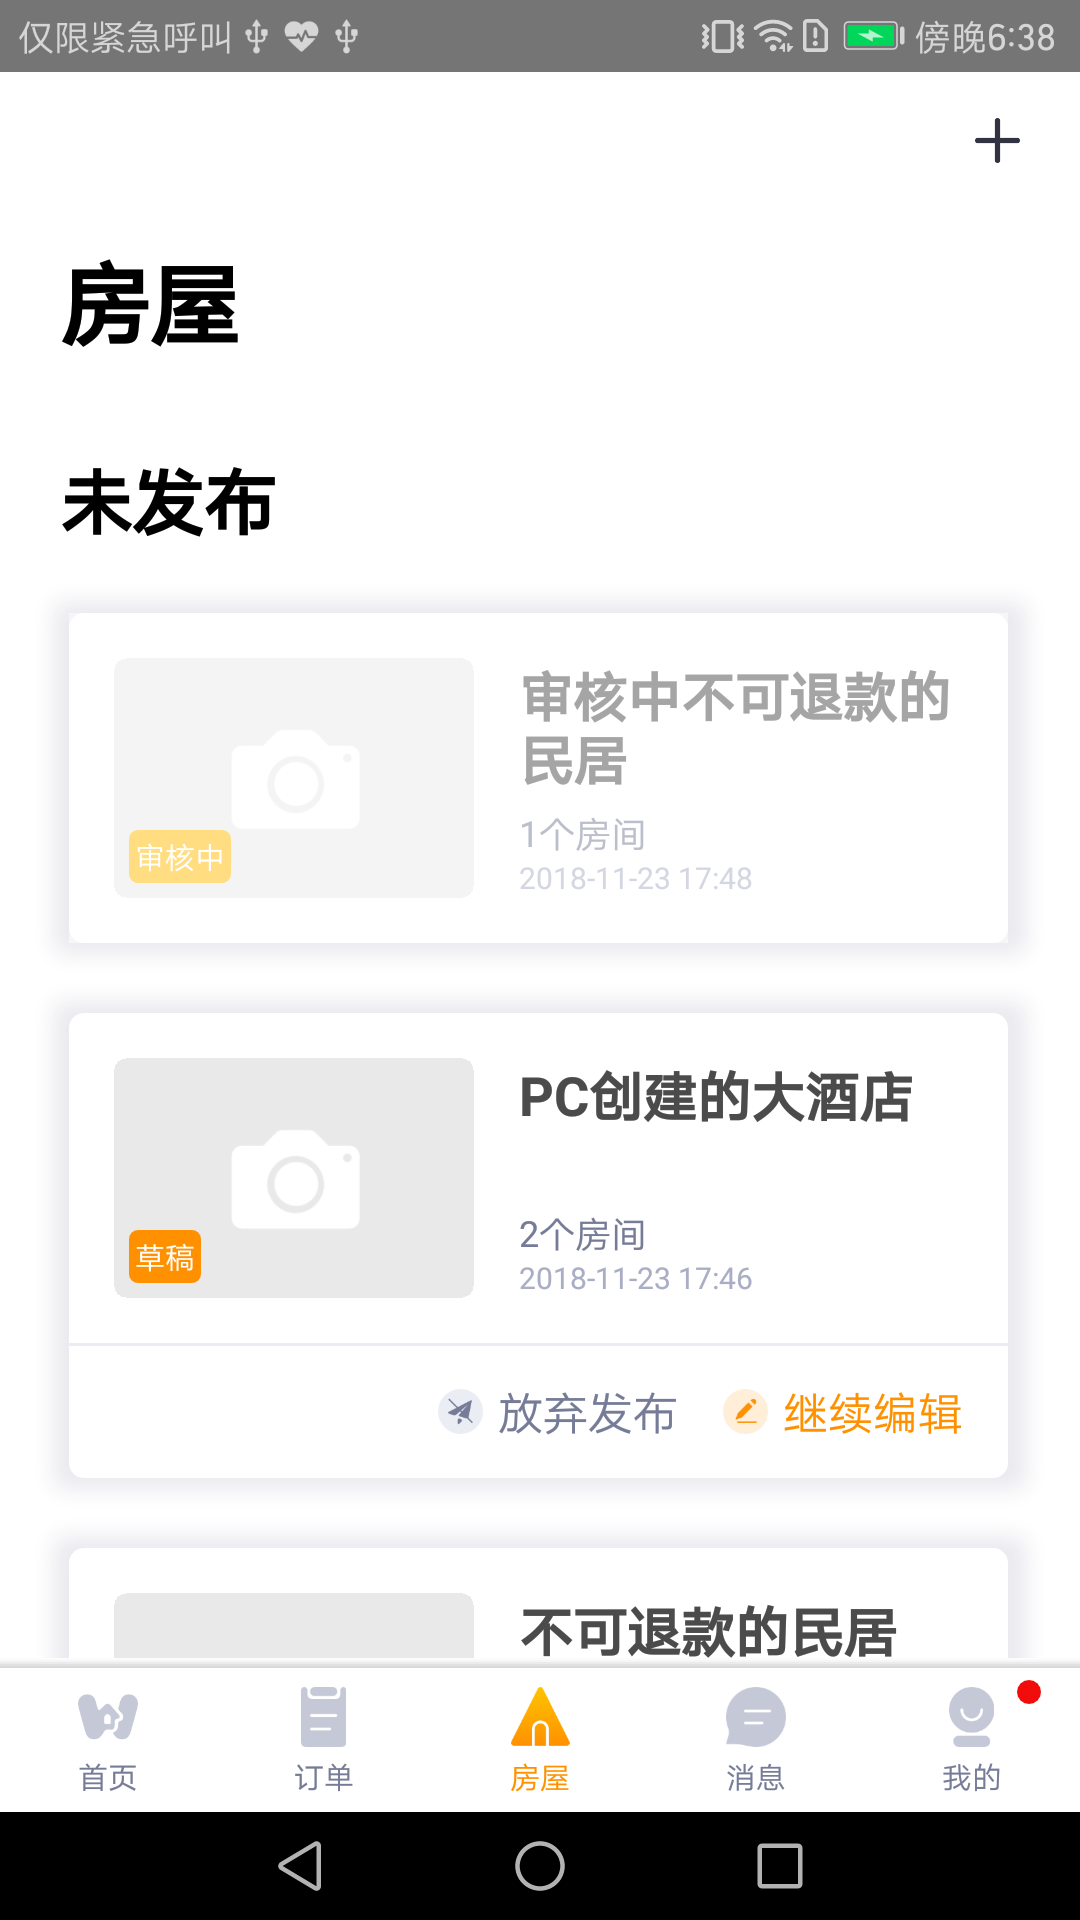 仅限紧急呼叫 傍晚6:38
房屋
未发布
审核中不可退款的
民居
1个房间
审核中
2018-11-23 17:48
PC创建的大酒店
2个房间
草稿
2018-11-23 17:46
放弃发布 继续编辑
不可退款的民居
首页 订单 房屋 消息 我的